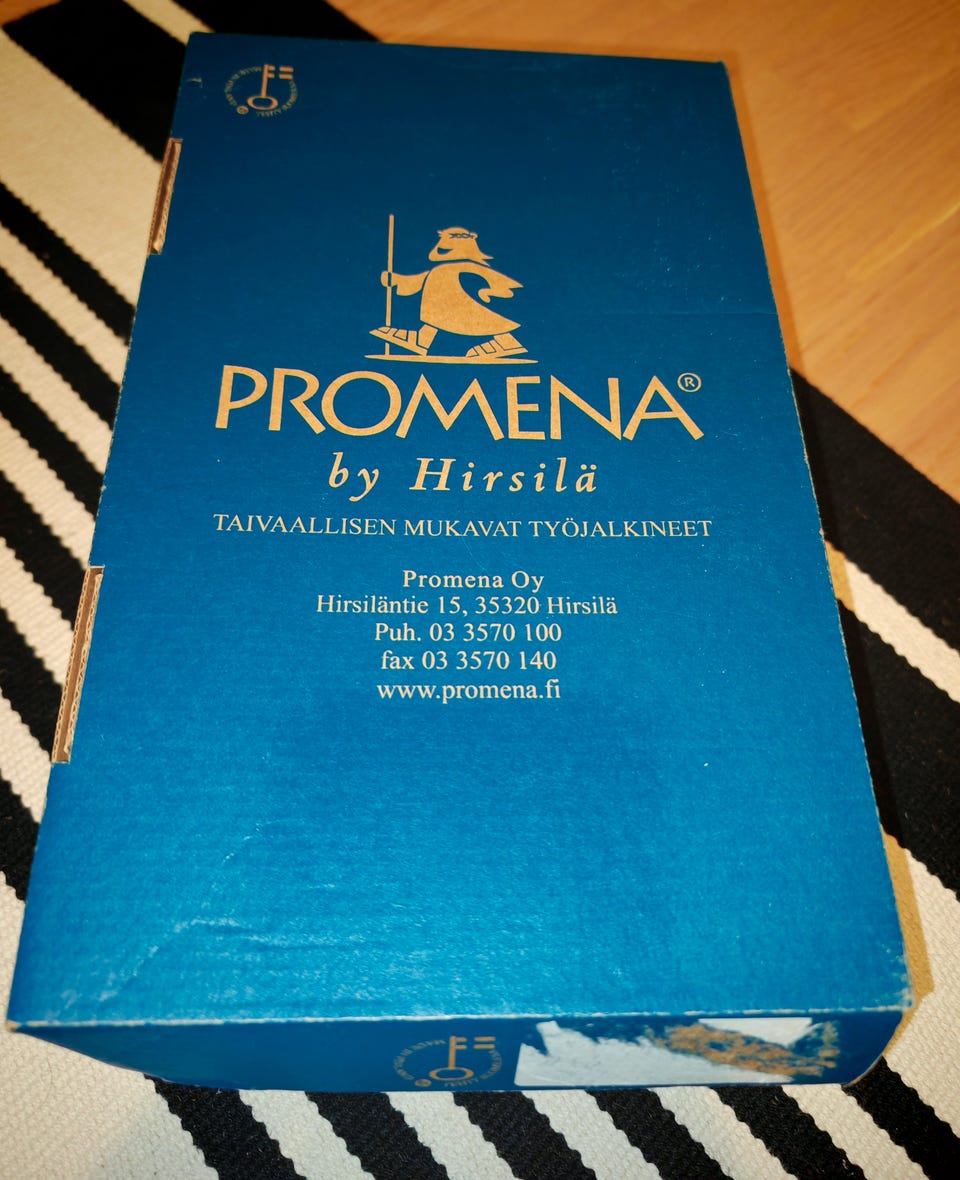 PROMENA®
by Hirsilä
TAIVAALLISEN MUKAVAT TYÖJALKINEET
Promena Oy
Hirsiläntie 15, 35320 Hirsilä
Puh. 03 3570 100
fax 03 3570 140
www.promena.fi